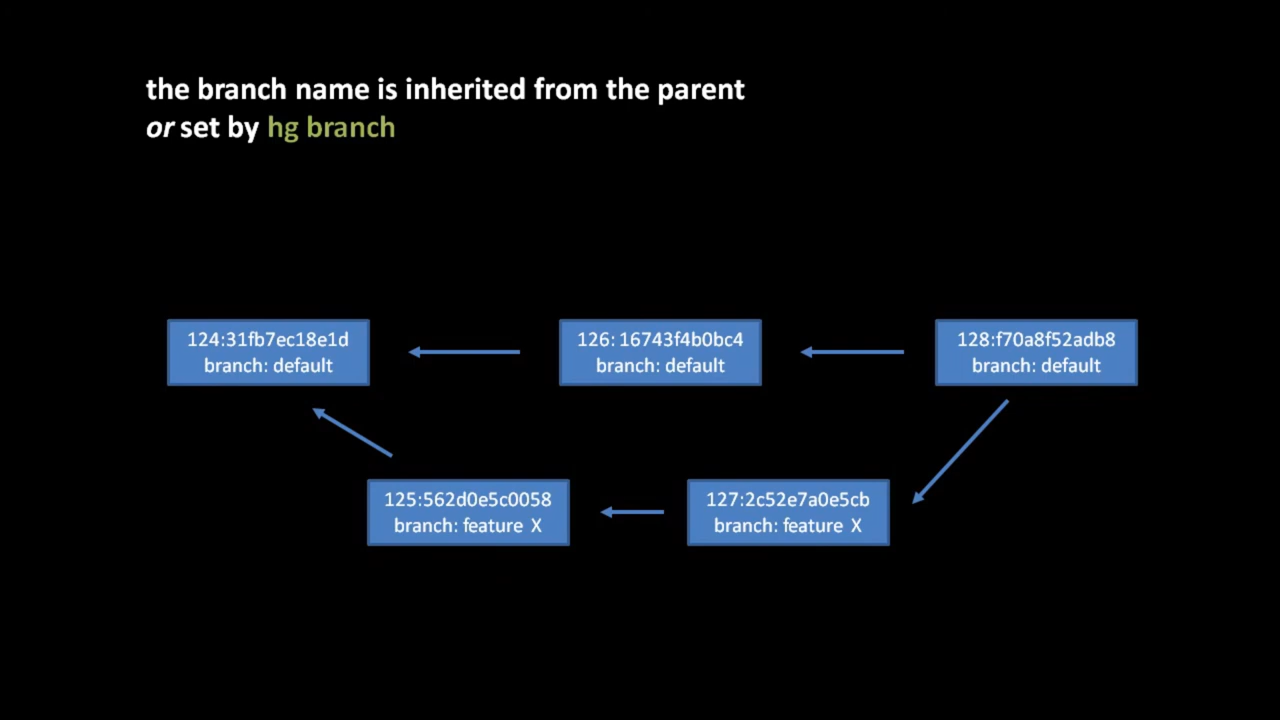 the branch name is inherited from the parent
or set by hg branch
124:31fb7ec18e1d
branch: default
126: 16743f4b0bc4
branch: default
128:f70a8f52adb8
branch: default
125:562d0e5c0058
branch: feature X
127:2c52e7a0e5cb
branch: feature X